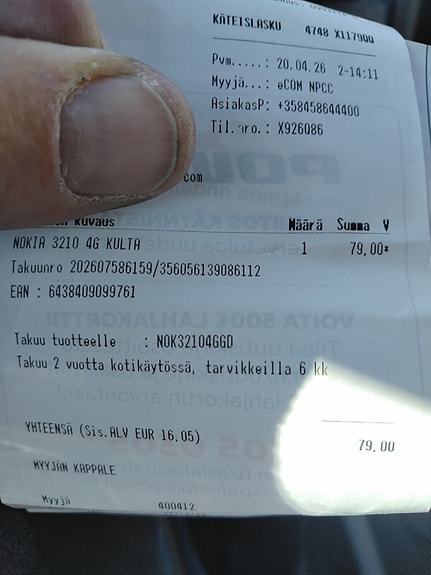 KÄTEISLASKU 4748 X117900
Pvm.....: 20.04.26 2-14:11
Myyjä...: eCOM NPCC
AsiakasP: +358458644400
Til.nro.: X926086
com
kuvaus Määrä Summa V
NOKIA 3210 4G KULTA 1 79,00*
Takuunro 202607586159/356056139086112
EAN : 6438409099761
Takuu tuotteelle : NOK32104GGD
Takuu 2 vuotta kotikäytössä, tarvikkeilla 6 kk
YHTEENSÄ (Sis.ALV EUR 16,05) 79,00
MYYJÄN KAPPALE
Myyjä 400412